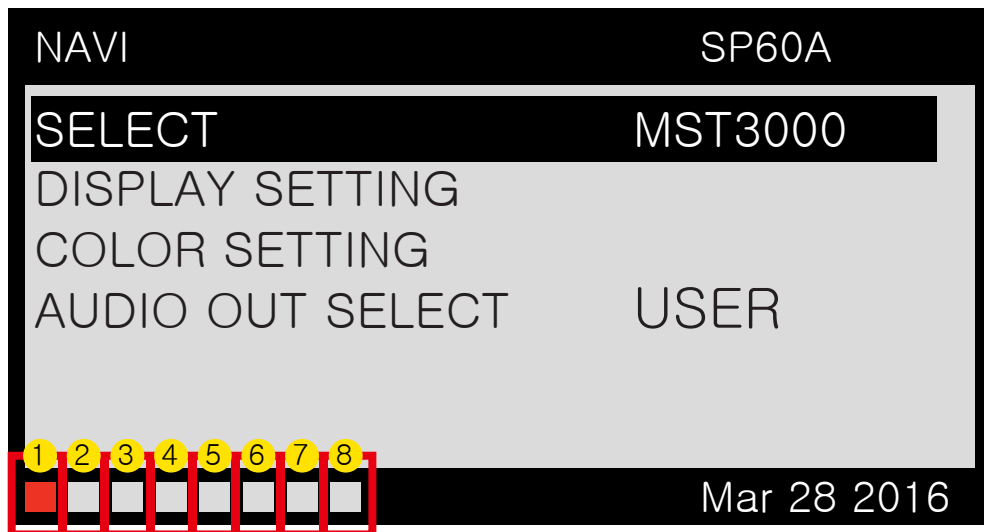 NAVI SP60A
SELECT MST3000
DISPLAY SETTING
COLOR SETTING
AUDIO OUT SELECT USER
1 2 3 4 5 6 7 8
Mar 28 2016